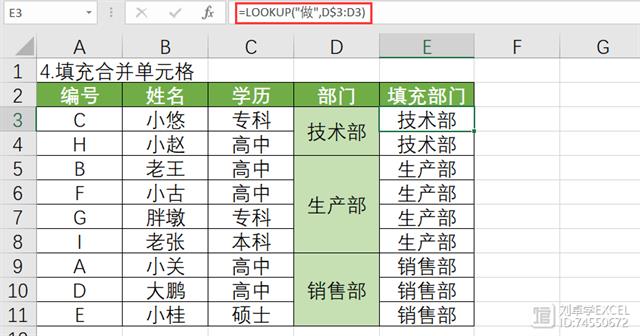 E3 =LOOKUP("做",D$3:D3)
A B C D E F G
1 4.填充合并单元格
2 编号 姓名 学历 部门 填充部门
3 C 小悠 专科 技术部 技术部
4 H 小赵 高中 技术部
5 B 老王 高中 生产部 生产部
6 F 小古 高中 生产部
7 G 胖墩 专科 生产部
8 I 老张 本科 生产部
9 A 小关 高中 销售部 销售部
10 D 大鹏 高中 销售部
11 E 小桂 硕士 销售部
刘卓学EXCEL
ID:74550672